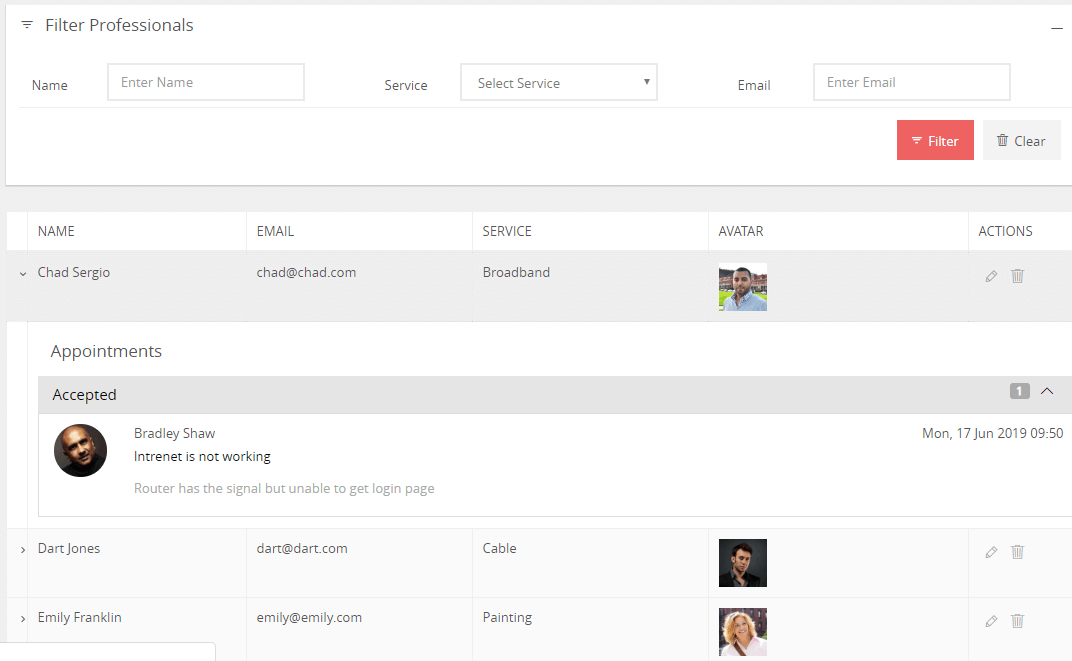 Filter Professionals
Name Enter Name Service Select Service Email Enter Email
Filter Clear
NAME EMAIL SERVICE AVATAR ACTIONS
Chad Sergio chad@chad.com Broadband
Appointments
Accepted 1
Bradley Shaw Mon, 17 Jun 2019 09:50
Intrenet is not working
Router has the signal but unable to get login page
Dart Jones dart@dart.com Cable
Emily Franklin emily@emily.com Painting